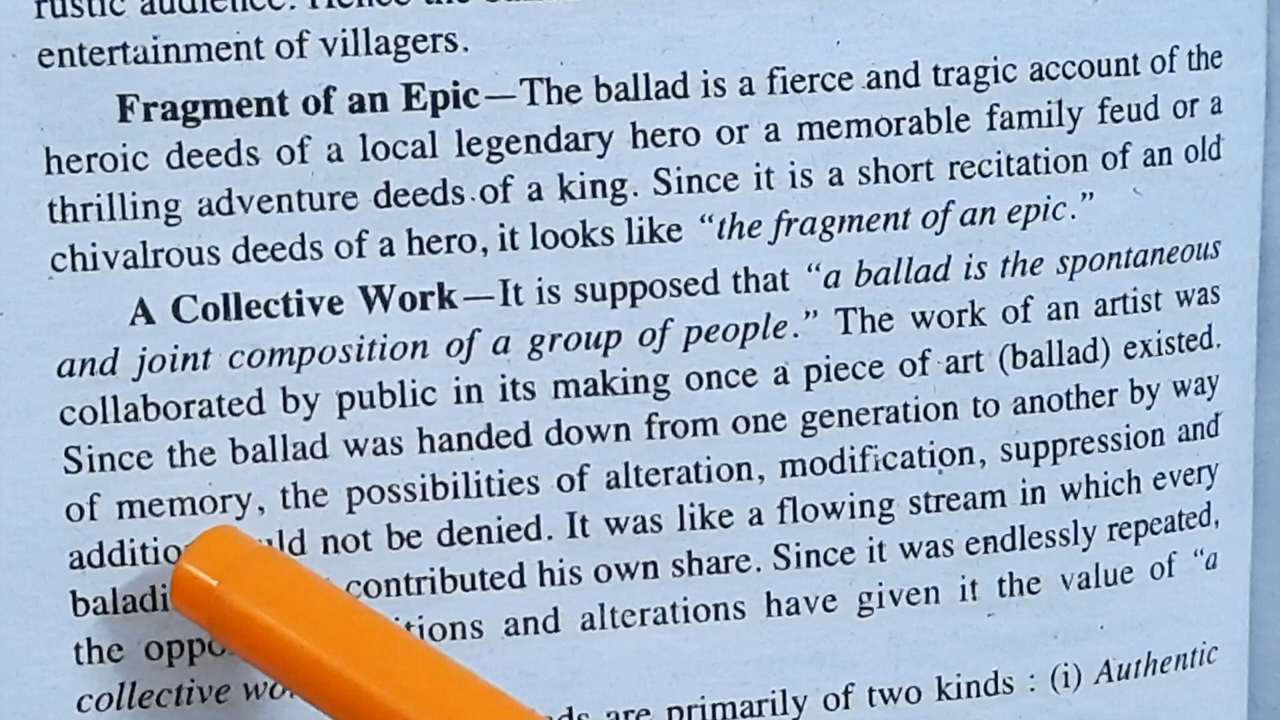 rustic audience. Hence the
entertainment of villagers.
Fragment of an Epic—The ballad is a fierce and tragic account of the
heroic deeds of a local legendary hero or a memorable family feud or a
thrilling adventure deeds of a king. Since it is a short recitation of an old
chivalrous deeds of a hero, it looks like “the fragment of an epic.”
A Collective Work—It is supposed that “a ballad is the spontaneous
and joint composition of a group of people.” The work of an artist was
collaborated by public in its making once a piece of art (ballad) existed.
Since the ballad was handed down from one generation to another by way
of memory, the possibilities of alteration, modification, suppression and
not be denied. It was like a flowing stream in which every
contributed his own share. Since it was endlessly repeated,
the and alterations have given it the value of “a
collective
are primarily of two kinds : (i) Authentic